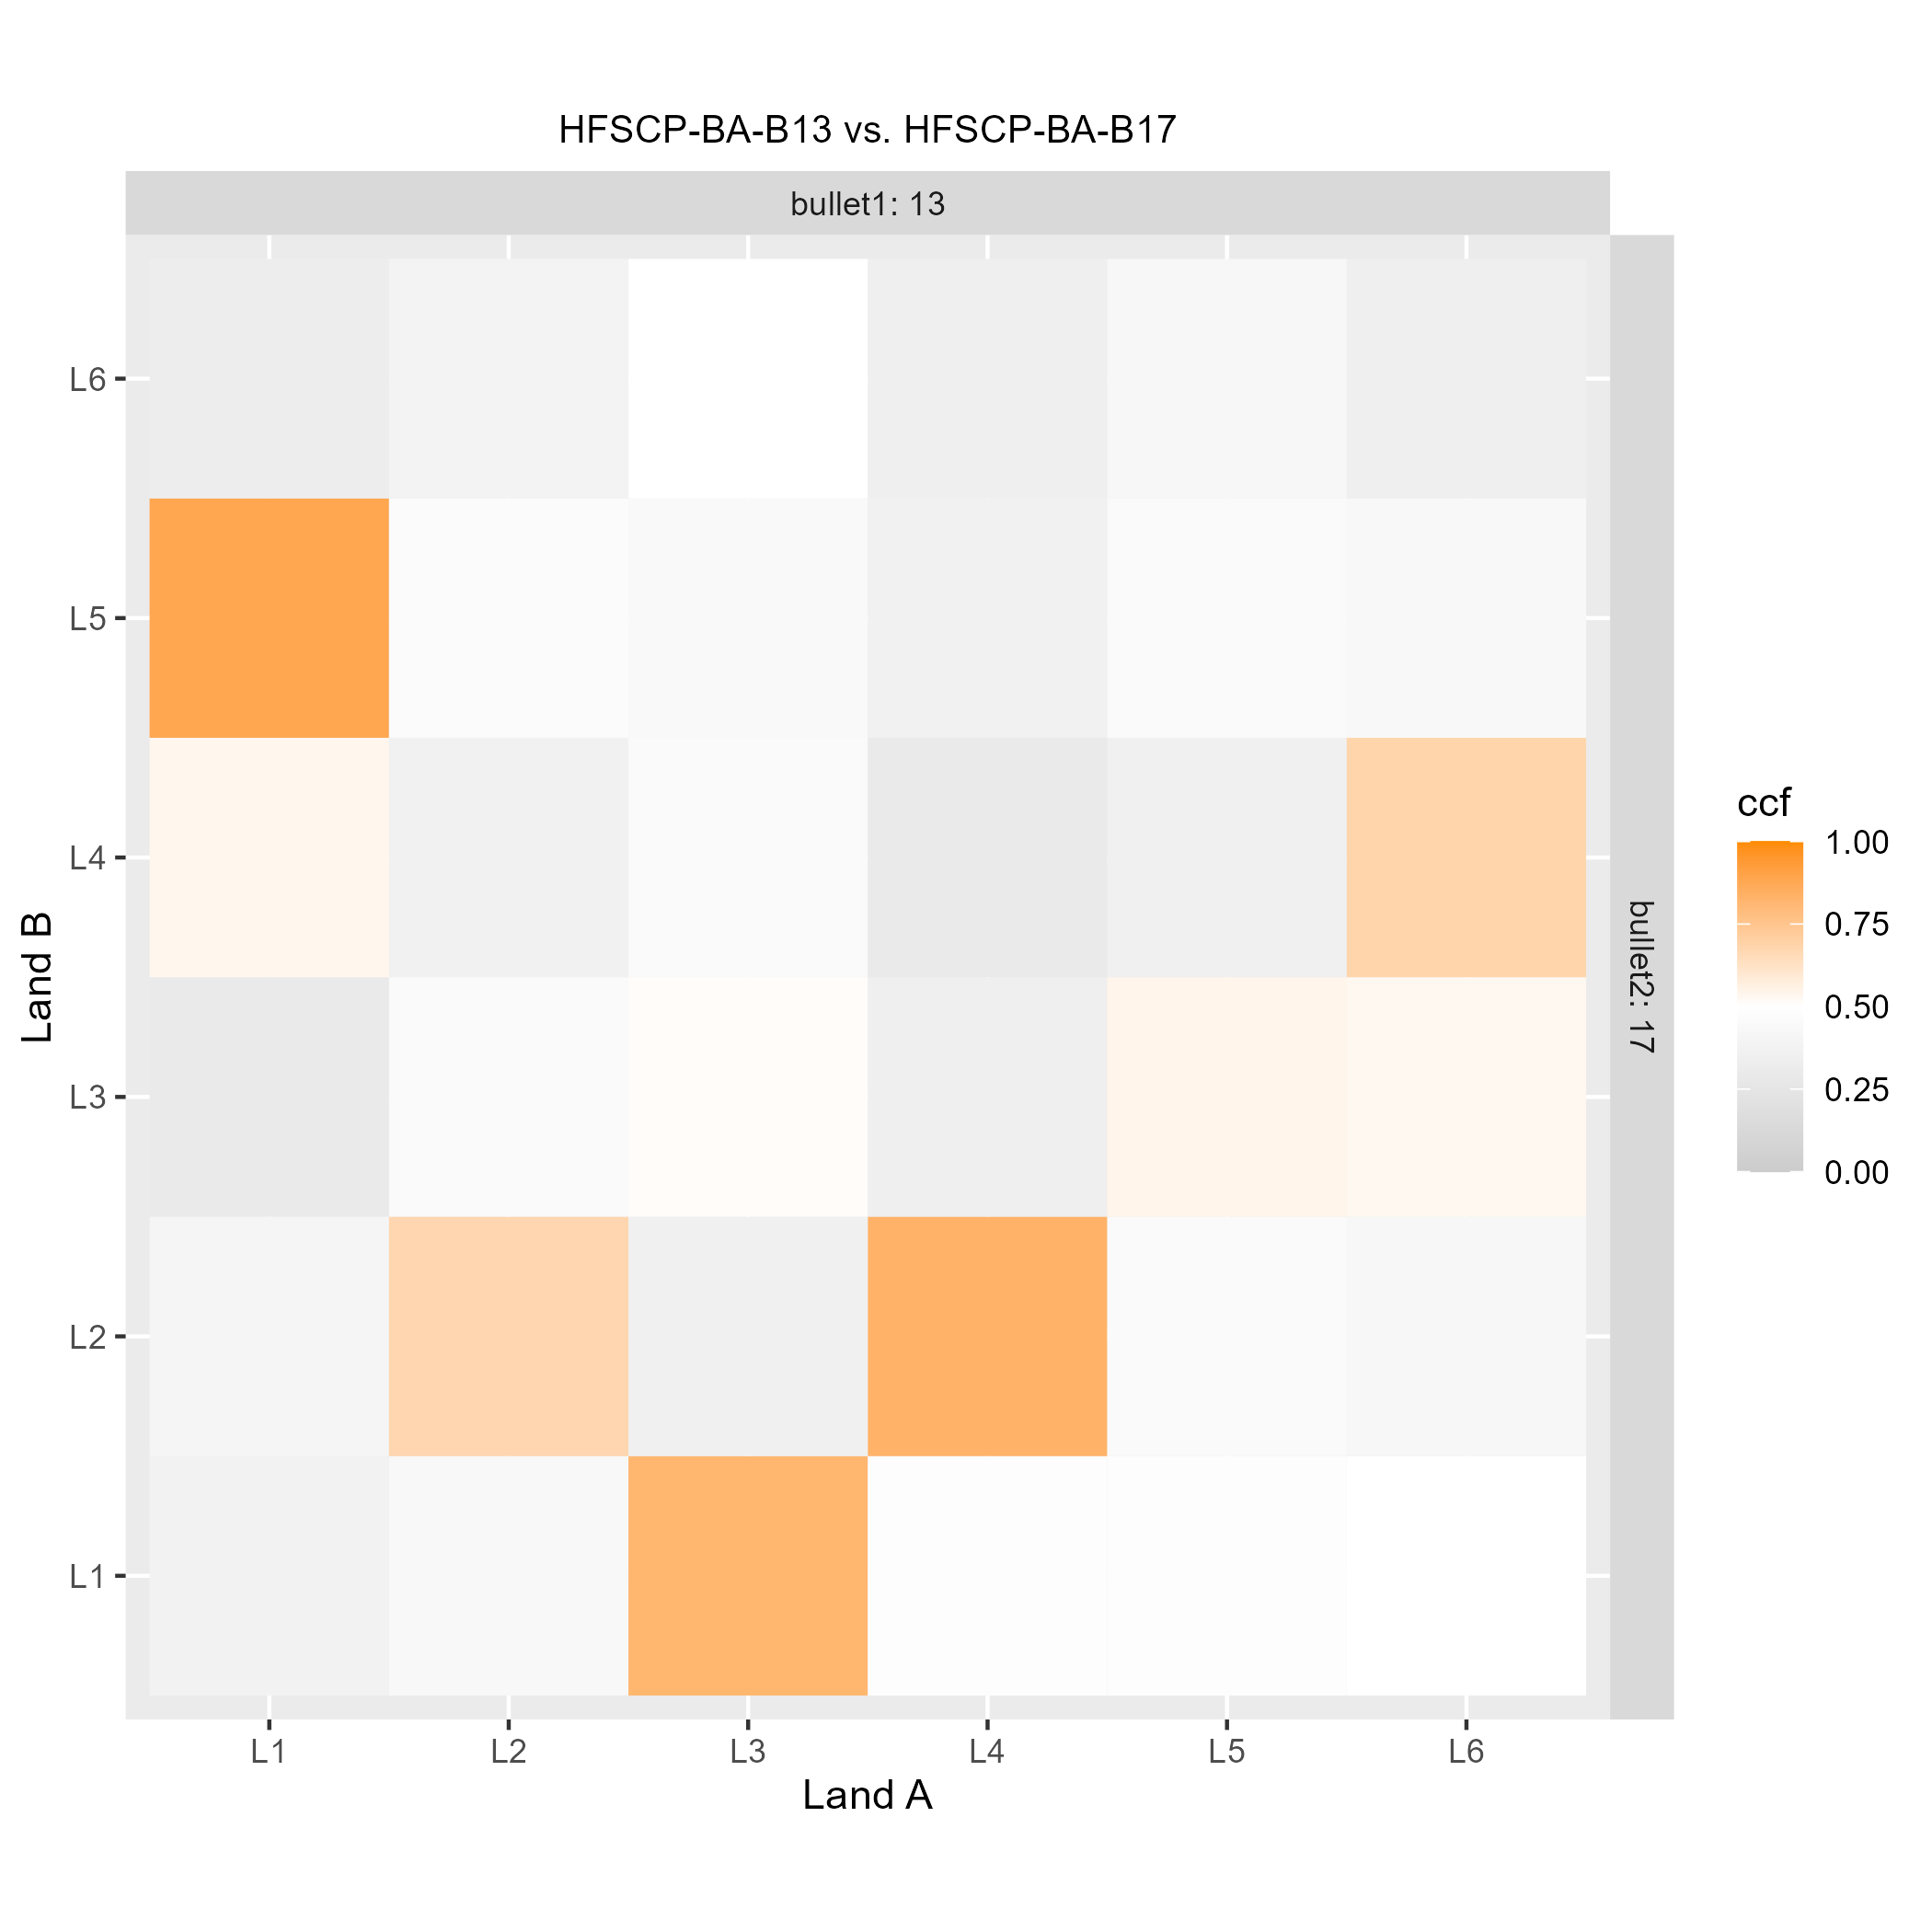 HFSCP-BA-B13 vs. HFSCP-BA-B17
bullet1: 13
L6
L5
L4
L3
L2
L1
Land B
bullet2: 17
ccf
1.00
0.75
0.50
0.25
0.00
L1 L2 L3 L4 L5 L6
Land A